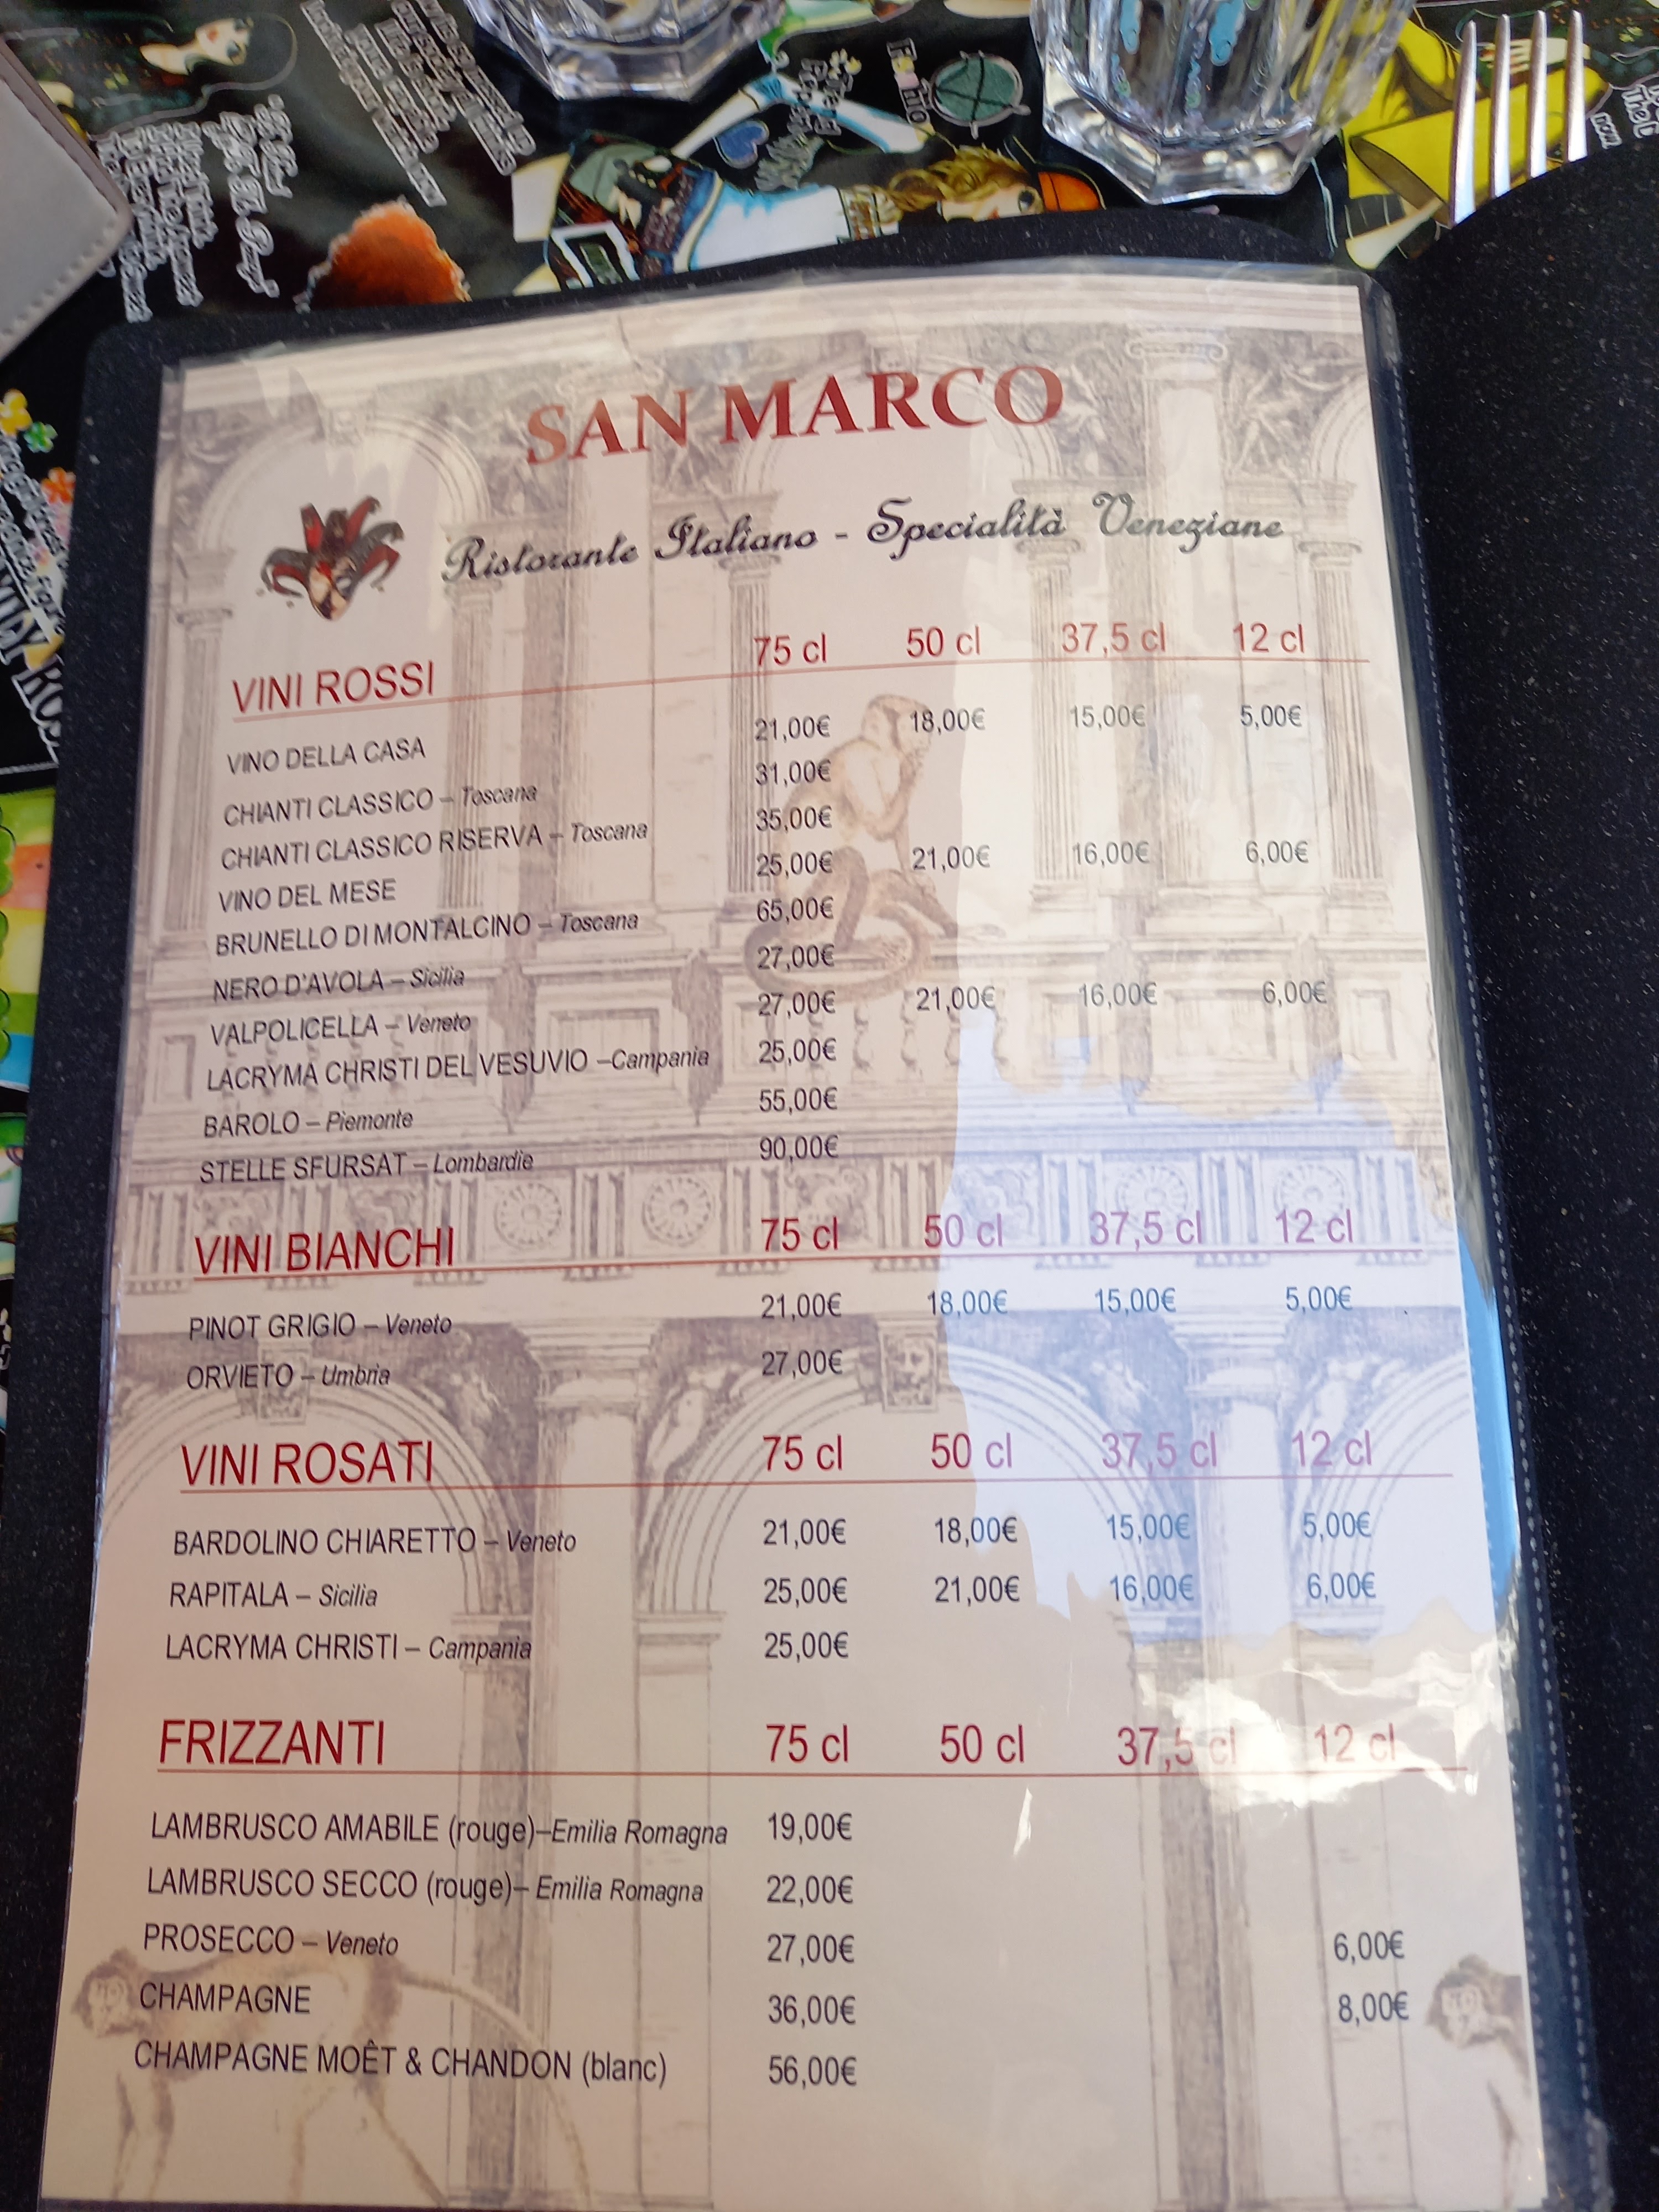 SAN MARCO
Ristorante Italiano - Specialità Veneziane
VINI ROSSI 75 cl 50 cl 37,5 cl 12 cl
VINO DELLA CASA 21,00€ 18,00€ 15,00€ 5,00€
CHIANTI CLASSICO – Toscana 31,00€
CHIANTI CLASSICO RISERVA – Toscana 35,00€
VINO DEL MESE 25,00€ 21,00€ 16,00€ 6,00€
BRUNELLO DI MONTALCINO – Toscana 65,00€
NERO D'AVOLA – Sicilia 27,00€
VALPOLICELLA – Veneto 27,00€ 21,00€ 16,00€ 6,00€
LACRYMA CHRISTI DEL VESUVIO –Campania 25,00€
BAROLO – Piemonte 55,00€
STELLE SFURSAT – Lombardie 90,00€
VINI BIANCHI 75 cl 50 cl 37,5 cl 12 cl
PINOT GRIGIO – Veneto 21,00€ 18,00€ 15,00€ 5,00€
ORVIETO – Umbria 27,00€
VINI ROSATI 75 cl 50 cl 37,5 cl 12 cl
BARDOLINO CHIARETTO – Veneto 21,00€ 18,00€ 15,00€ 5,00€
RAPITALA – Sicilia 25,00€ 21,00€ 16,00€ 6,00€
LACRYMA CHRISTI – Campania 25,00€
FRIZZANTI 75 cl 50 cl 37,5 cl 12 cl
LAMBRUSCO AMABILE (rouge)–Emilia Romagna 19,00€
LAMBRUSCO SECCO (rouge)– Emilia Romagna 22,00€
PROSECCO – Veneto 27,00€ 6,00€
CHAMPAGNE 36,00€ 8,00€
CHAMPAGNE MOÊT & CHANDON (blanc) 56,00€